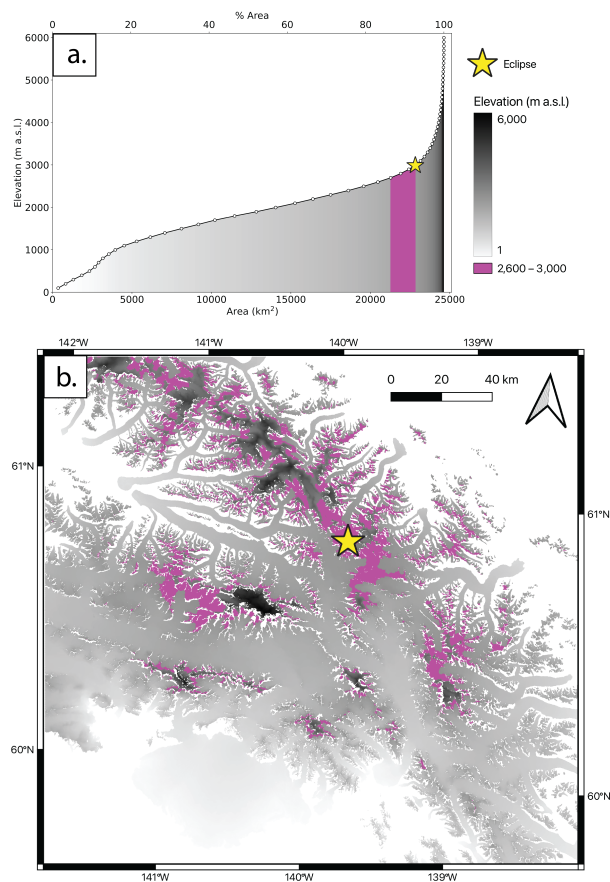 % Area
0 20 40 60 80 100
a.
6000
5000
4000
3000
2000
1000
0
Elevation (m a.s.l.)
0 5000 10000 15000 20000 25000
Area (km²)
Eclipse
Elevation (m a.s.l.)
6,000
1
2,600 – 3,000
142°W 141°W 140°W 139°W
b.
0 20 40 km
61°N
61°N
60°N
60°N
141°W 140°W 139°W